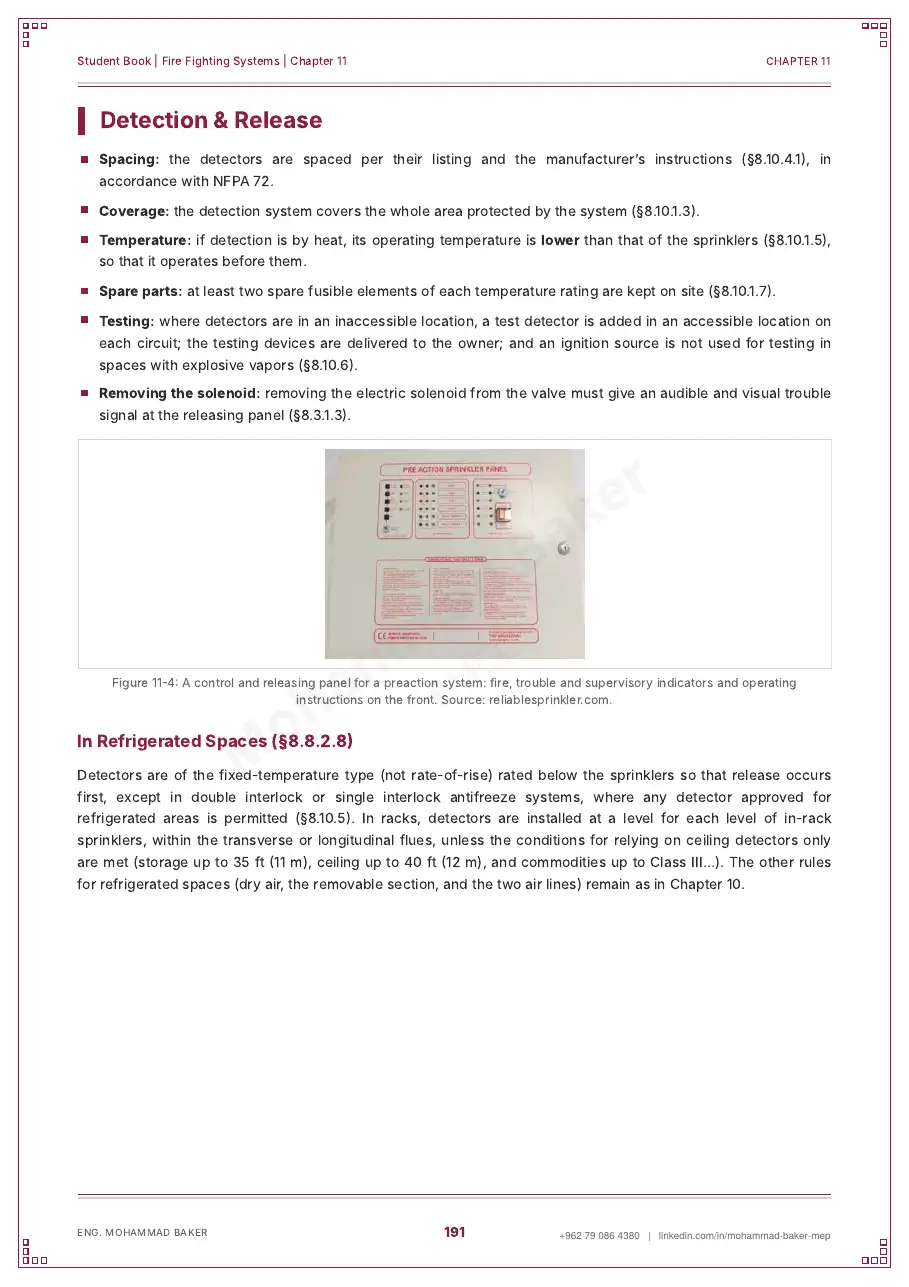 Student Book | Fire Fighting Systems | Chapter 11
CHAPTER 11
Detection & Release
Spacing: the detectors are spaced per their listing and the manufacturer’s instructions (§8.10.4.1), in
accordance with NFPA 72.
Coverage: the detection system covers the whole area protected by the system (§8.10.1.3).
Temperature: if detection is by heat, its operating temperature is lower than that of the sprinklers (§8.10.1.5),
so that it operates before them.
Spare parts: at least two spare fusible elements of each temperature rating are kept on site (§8.10.1.7).
Testing: where detectors are in an inaccessible location, a test detector is added in an accessible location on
each circuit; the testing devices are delivered to the owner; and an ignition source is not used for testing in
spaces with explosive vapors (§8.10.6).
Removing the solenoid: removing the electric solenoid from the valve must give an audible and visual trouble
signal at the releasing panel (§8.3.1.3).
PRE ACTION SPRINKLER PANEL
Figure 11-4: A control and releasing panel for a preaction system: fire, trouble and supervisory indicators and operating
instructions on the front. Source: reliablesprinkler.com.
In Refrigerated Spaces (§8.8.2.8)
Detectors are of the fixed-temperature type (not rate-of-rise) rated below the sprinklers so that release occurs
first, except in double interlock or single interlock antifreeze systems, where any detector approved for
refrigerated areas is permitted (§8.10.5). In racks, detectors are installed at a level for each level of in-rack
sprinklers, within the transverse or longitudinal flues, unless the conditions for relying on ceiling detectors only
are met (storage up to 35 ft (11 m), ceiling up to 40 ft (12 m), and commodities up to Class III...). The other rules
for refrigerated spaces (dry air, the removable section, and the two air lines) remain as in Chapter 10.
ENG. MOHAMMAD BAKER
191
+962 79 086 4380 | linkedin.com/in/mohammad-baker-mep